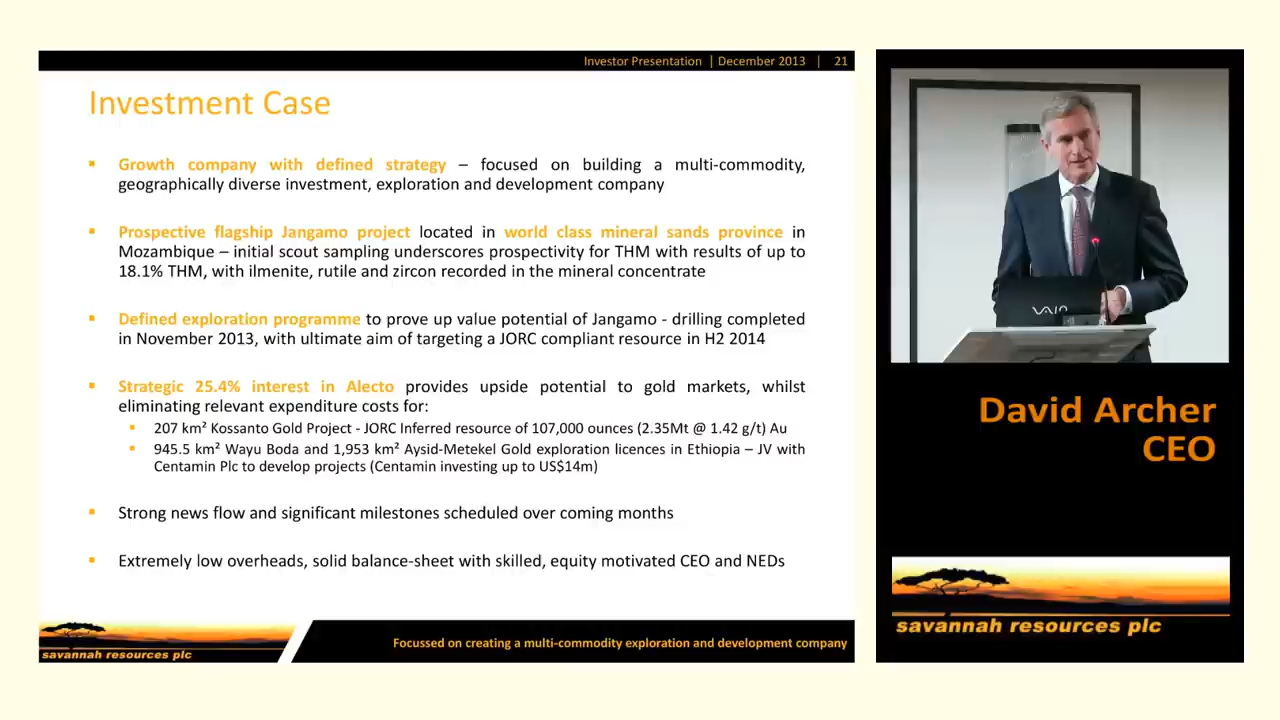 Investor Presentation | December 2013 | 21
Investment Case
▪ Growth company with defined strategy – focused on building a multi-commodity,
geographically diverse investment, exploration and development company
▪ Prospective flagship Jangamo project located in world class mineral sands province in
Mozambique – initial scout sampling underscores prospectivity for THM with results of up to
18.1% THM, with ilmenite, rutile and zircon recorded in the mineral concentrate
▪ Defined exploration programme to prove up value potential of Jangamo - drilling completed
in November 2013, with ultimate aim of targeting a JORC compliant resource in H2 2014
▪ Strategic 25.4% interest in Alecto provides upside potential to gold markets, whilst
eliminating relevant expenditure costs for:
▪ 207 km² Kossanto Gold Project - JORC Inferred resource of 107,000 ounces (2.35Mt @ 1.42 g/t) Au
▪ 945.5 km² Wayu Boda and 1,953 km² Aysid-Metekel Gold exploration licences in Ethiopia – JV with
Centamin Plc to develop projects (Centamin investing up to US$14m)
▪ Strong news flow and significant milestones scheduled over coming months
▪ Extremely low overheads, solid balance-sheet with skilled, equity motivated CEO and NEDs
savannah resources plc
Focussed on creating a multi-commodity exploration and development company
VAIO
David Archer
CEO
savannah resources plc